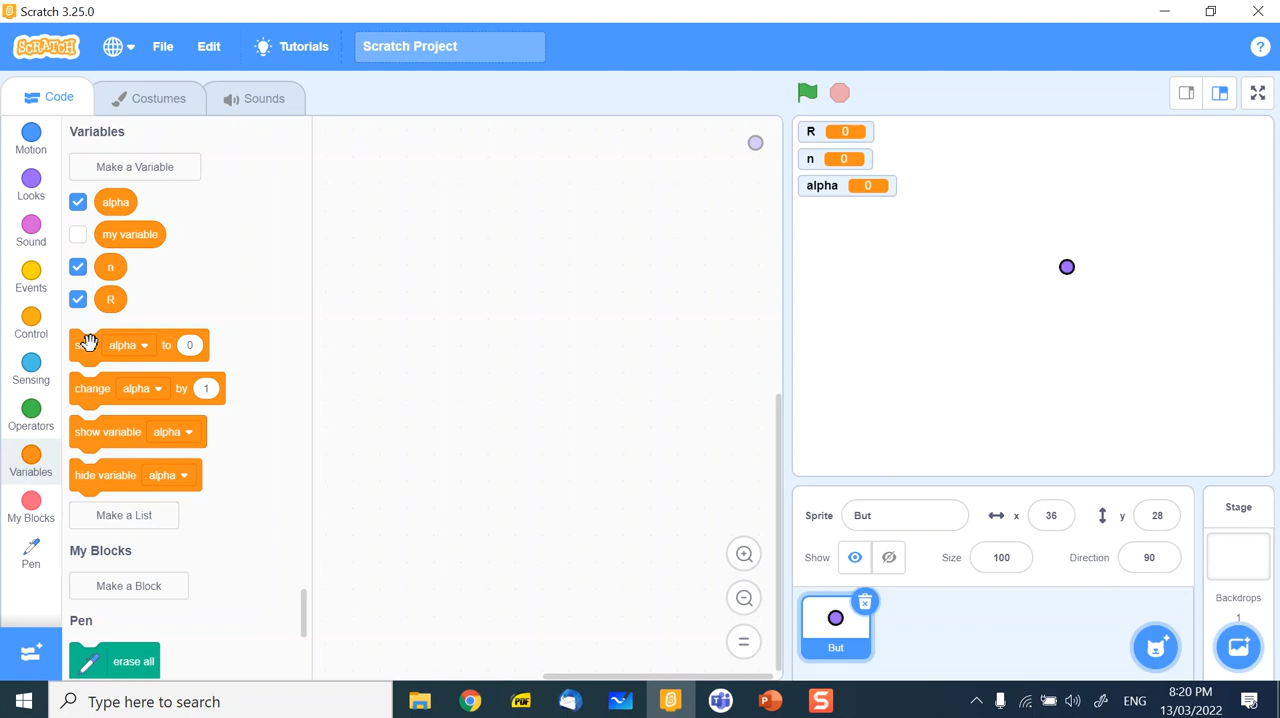 Scratch 3.25.0
SCRATCH File Edit Tutorials Scratch Project ?
Code Costumes Sounds
Motion
Looks
Sound
Events
Control
Sensing
Operators
Variables
My Blocks
Pen
Variables
Make a Variable
alpha
my variable
n
R
alpha to 0
change alpha by 1
show variable alpha
hide variable alpha
Make a List
My Blocks
Make a Block
Pen
erase all
R 0
n 0
alpha 0
Sprite But x 36 y 28
Show Size 100 Direction 90
But
Stage
Backdrops
1
Type here to search
PDF
P
S
ENG
8:20 PM
13/03/2022